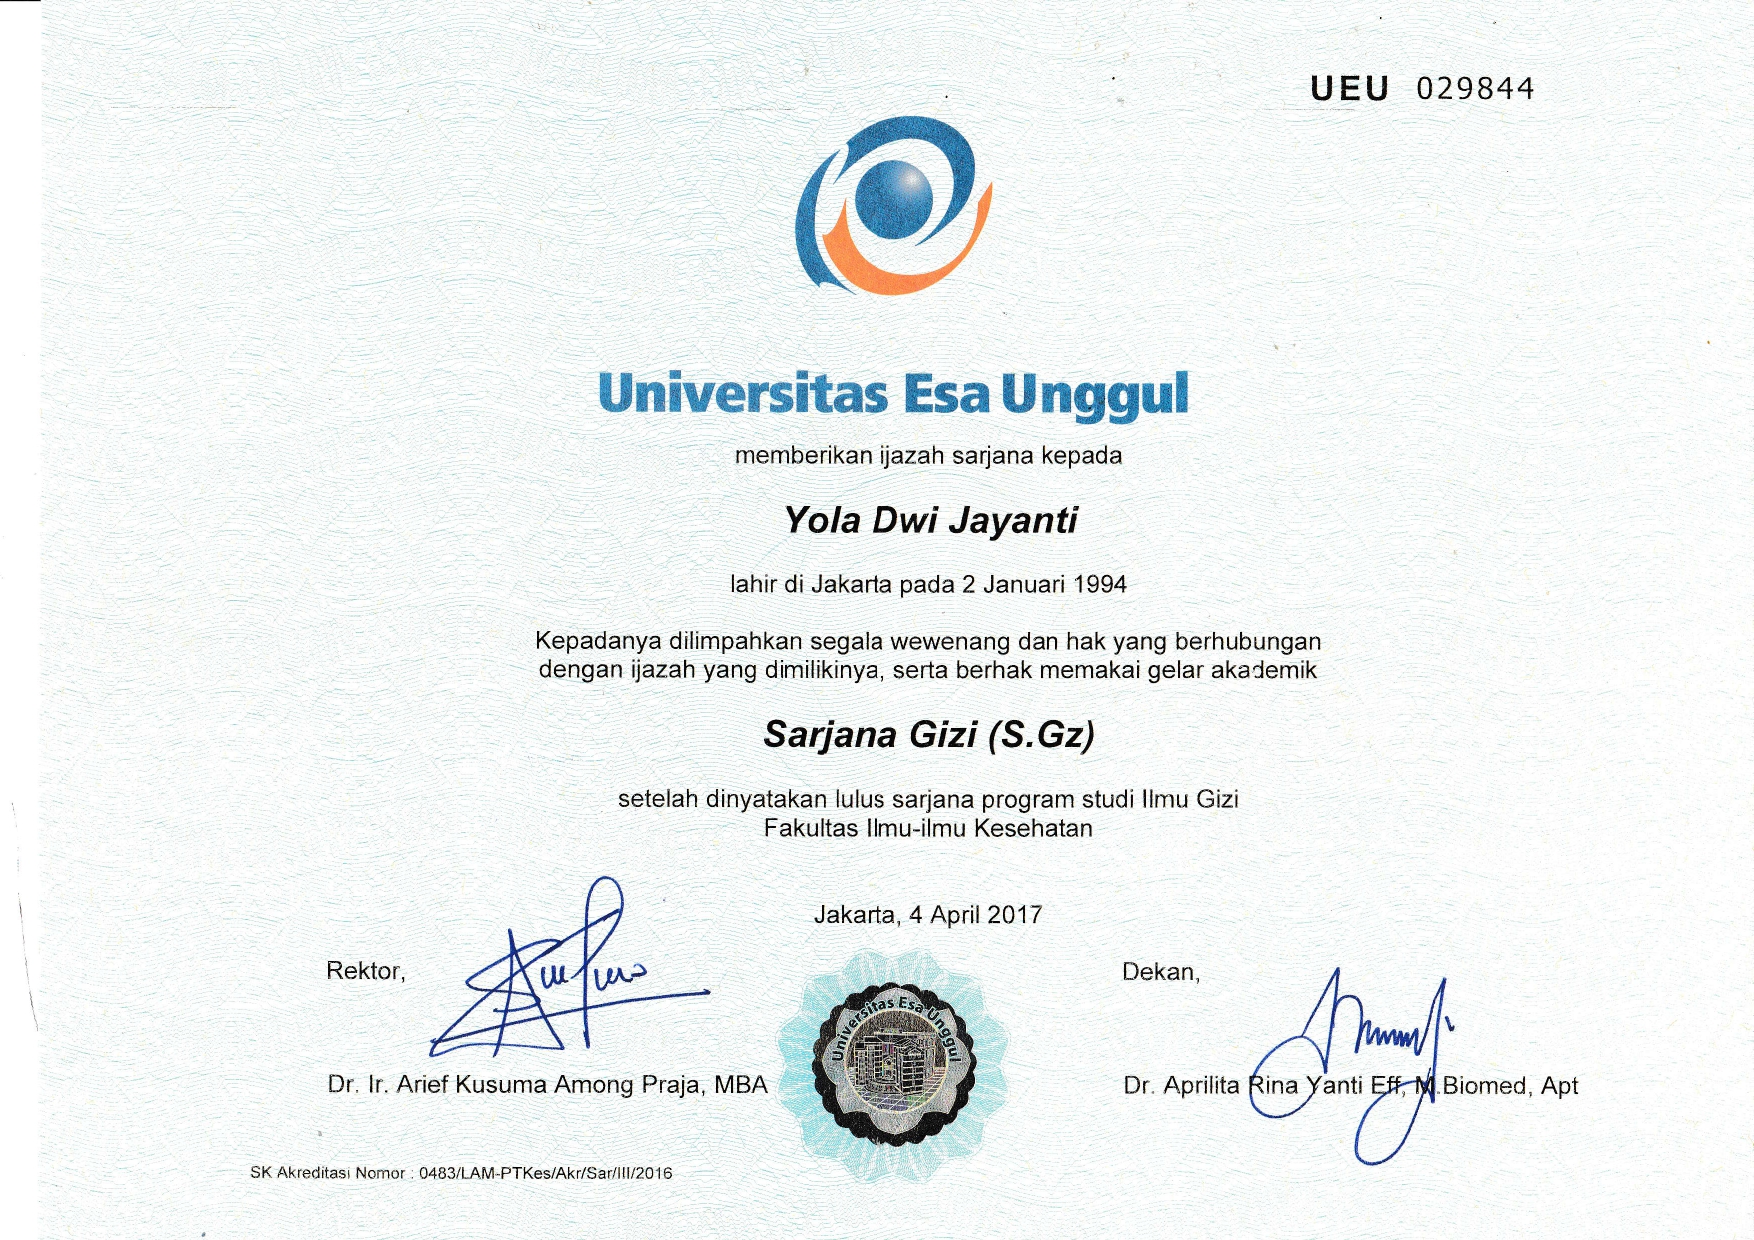 UEU 029844
Universitas Esa Unggul
memberikan ijazah sarjana kepada
Yola Dwi Jayanti
lahir di Jakarta pada 2 Januari 1994
Kepadanya dilimpahkan segala wewenang dan hak yang berhubungan
dengan ijazah yang dimilikinya, serta berhak memakai gelar akademik
Sarjana Gizi (S.Gz)
setelah dinyatakan lulus sarjana program studi Ilmu Gizi
Fakultas Ilmu-ilmu Kesehatan
Jakarta, 4 April 2017
Rektor,
Dekan,
Universitas Esa Unggul
Dr. Ir. Arief Kusuma Among Praja, MBA
Dr. Aprilita Rina Yanti Eff, M.Biomed, Apt
SK Akreditasi Nomor : 0483/LAM-PTKes/Akr/Sar/III/2016